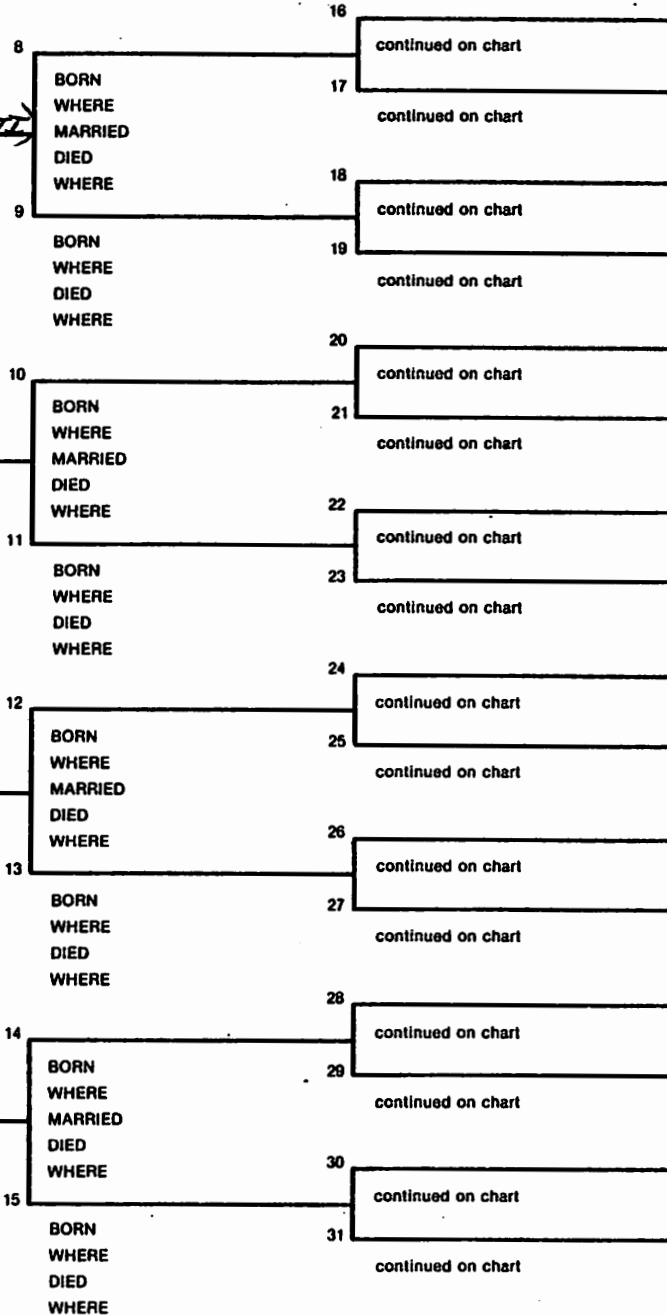 16
continued on chart
8
17
BORN
WHERE
continued on chart
MARRIED
DIED
WHERE
18
continued on chart
9
19
BORN
WHERE
continued on chart
DIED
WHERE
20
continued on chart
10
21
BORN
WHERE
continued on chart
MARRIED
DIED
WHERE
22
continued on chart
11
23
BORN
WHERE
continued on chart
DIED
WHERE
24
continued on chart
12
25
BORN
WHERE
continued on chart
MARRIED
DIED
WHERE
26
continued on chart
13
27
BORN
WHERE
continued on chart
DIED
WHERE
28
continued on chart
14
29
BORN
WHERE
continued on chart
MARRIED
DIED
WHERE
30
continued on chart
15
31
BORN
WHERE
continued on chart
DIED
WHERE